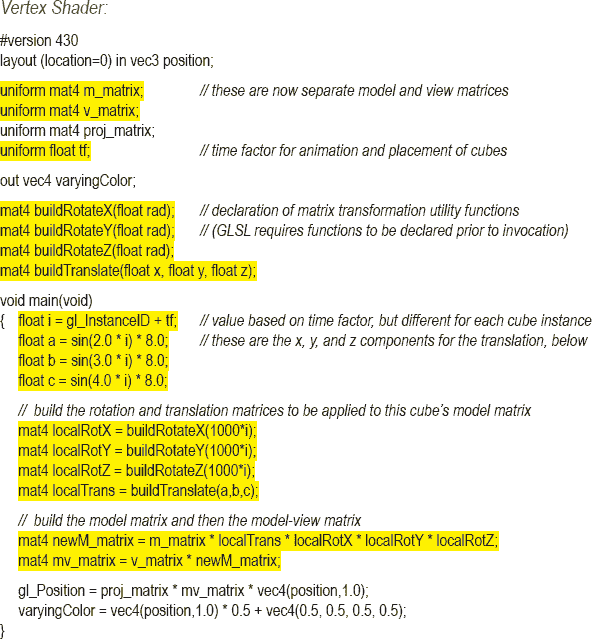 Vertex Shader:
#version 430
layout (location=0) in vec3 position;
uniform mat4 m_matrix; // these are now separate model and view matrices
uniform mat4 v_matrix;
uniform mat4 proj_matrix;
uniform float tf; // time factor for animation and placement of cubes
out vec4 varyingColor;
mat4 buildRotateX(float rad); // declaration of matrix transformation utility functions
mat4 buildRotateY(float rad); // (GLSL requires functions to be declared prior to invocation)
mat4 buildRotateZ(float rad);
mat4 buildTranslate(float x, float y, float z);
void main(void)
{ float i = gl_InstanceID + tf; // value based on time factor, but different for each cube instance
float a = sin(2.0 * i) * 8.0; // these are the x, y, and z components for the translation, below
float b = sin(3.0 * i) * 8.0;
float c = sin(4.0 * i) * 8.0;
// build the rotation and translation matrices to be applied to this cube's model matrix
mat4 localRotX = buildRotateX(1000*i);
mat4 localRotY = buildRotateY(1000*i);
mat4 localRotZ = buildRotateZ(1000*i);
mat4 localTrans = buildTranslate(a,b,c);
// build the model matrix and then the model-view matrix
mat4 newM_matrix = m_matrix * localTrans * localRotX * localRotY * localRotZ;
mat4 mv_matrix = v_matrix * newM_matrix;
gl_Position = proj_matrix * mv_matrix * vec4(position,1.0);
varyingColor = vec4(position,1.0) * 0.5 + vec4(0.5, 0.5, 0.5, 0.5);
}